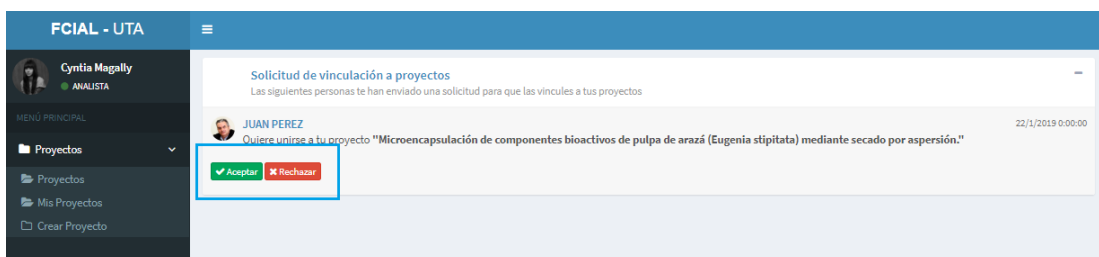 FCIAL - UTA
Cyntia Magally
ANALISTA
MENÚ PRINCIPAL
Proyectos
Proyectos
Mis Proyectos
Crear Proyecto
Solicitud de vinculación a proyectos
Las siguientes personas te han enviado una solicitud para que las vincules a tus proyectos
JUAN PEREZ
22/1/2019 0:00:00
Quiere unirse a tu proyecto "Microencapsulación de componentes bioactivos de pulpa de arazá (Eugenia stipitata) mediante secado por aspersión."
Aceptar Rechazar